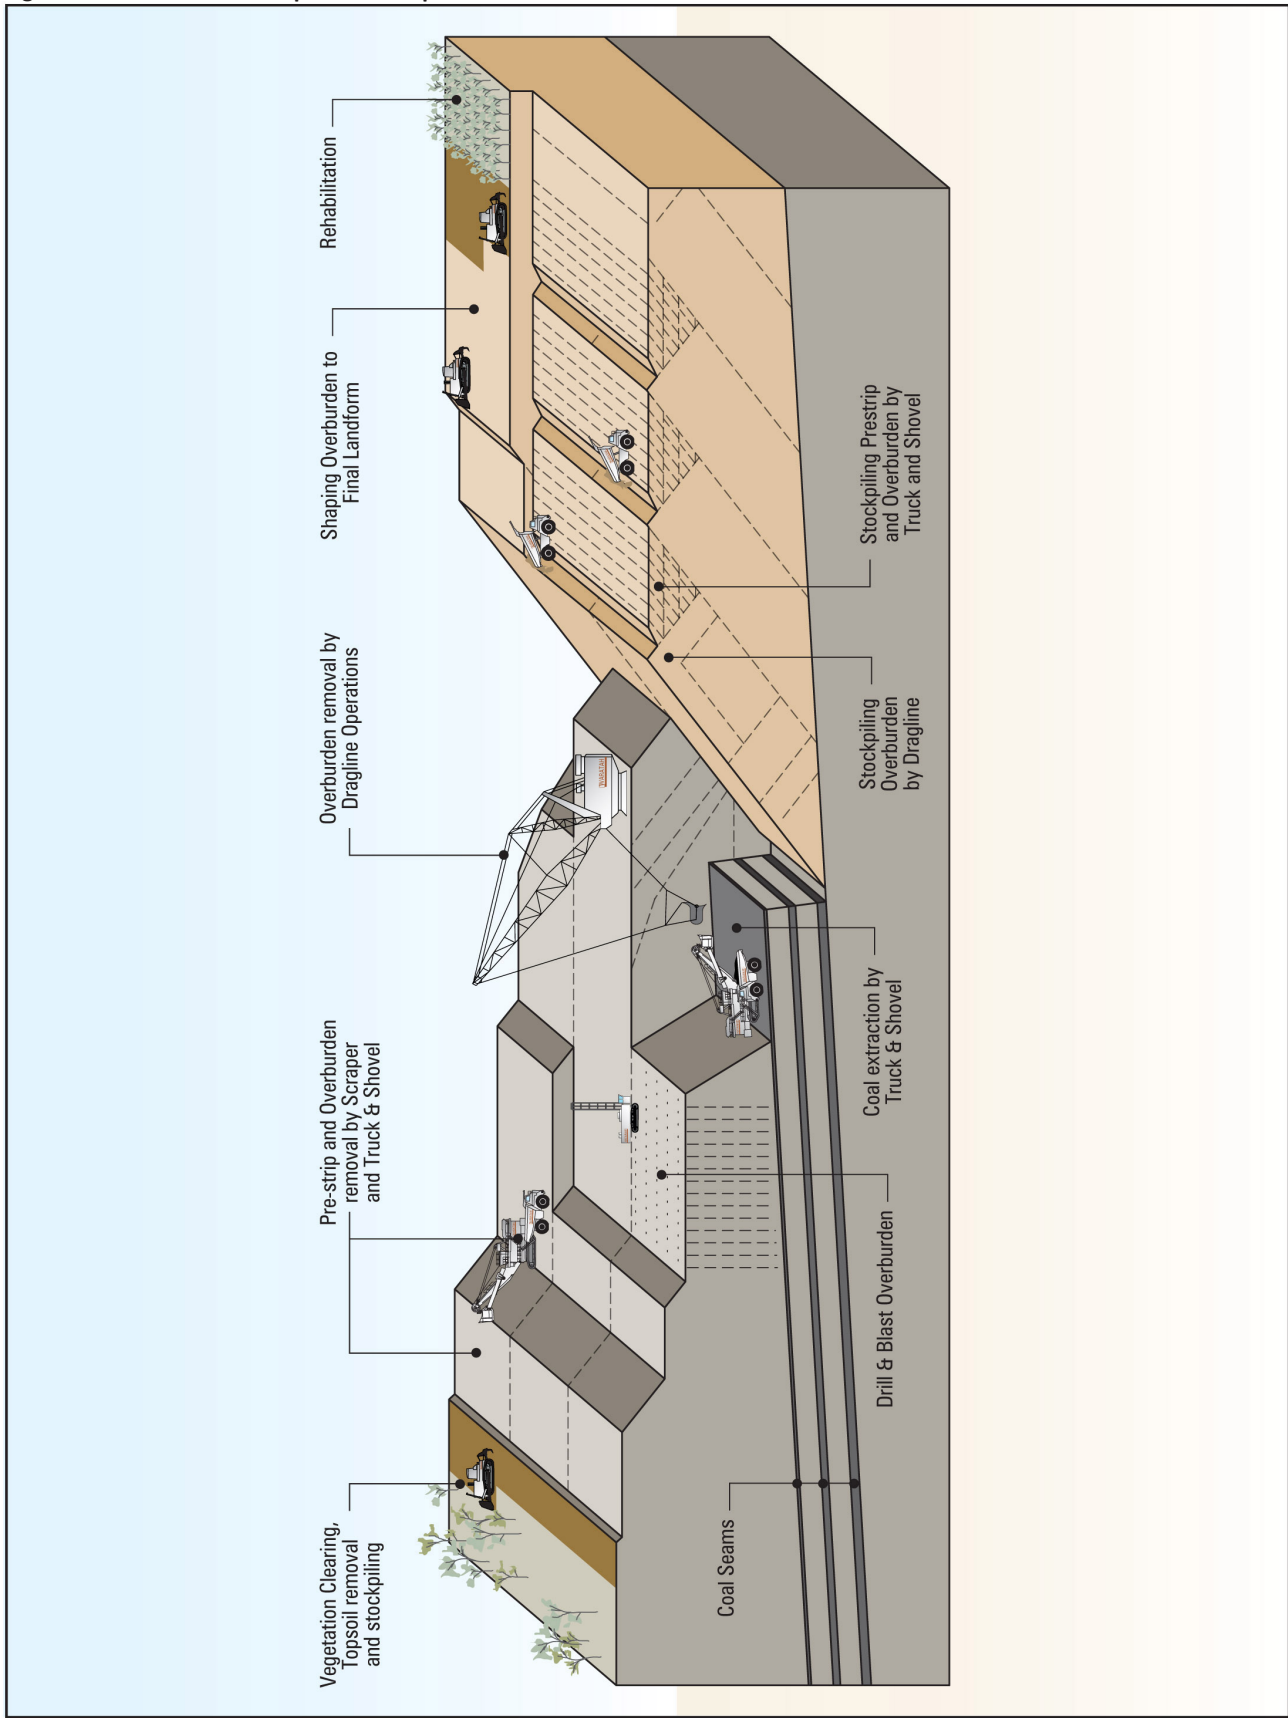 Vegetation Clearing,
Topsoil removal
and stockpiling
Pre-strip and Overburden
removal by Scraper
and Truck & Shovel
Overburden removal by
Dragline Operations
Shaping Overburden to
Final Landform
Rehabilitation
Coal Seams
Drill & Blast Overburden
Coal extraction by
Truck & Shovel
Stockpiling
Overburden
by Dragline
Stockpiling Prestrip
and Overburden by
Truck and Shovel
WARATAH